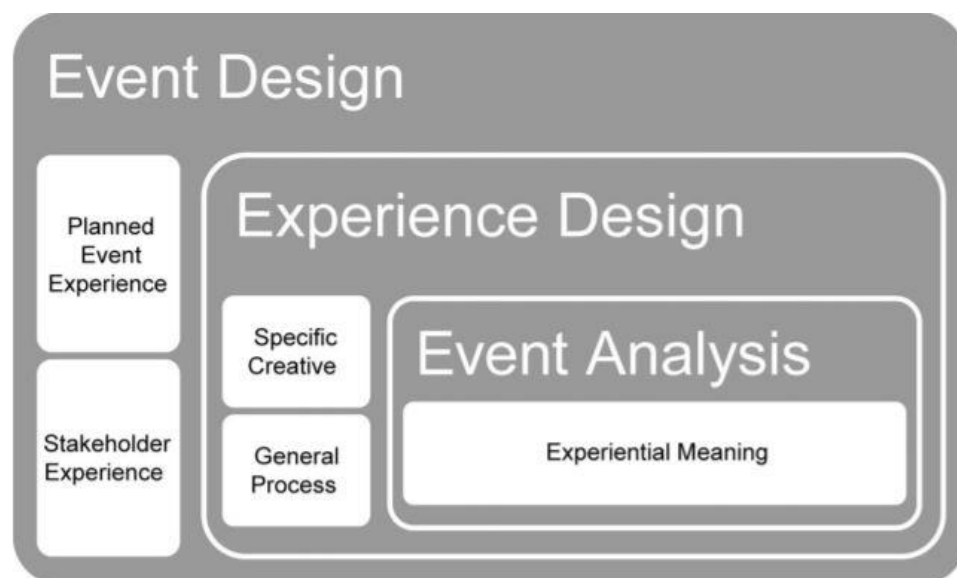 Event Design
Planned
Event
Experience
Stakeholder
Experience
Experience Design
Specific
Creative
General
Process
Event Analysis
Experiential Meaning